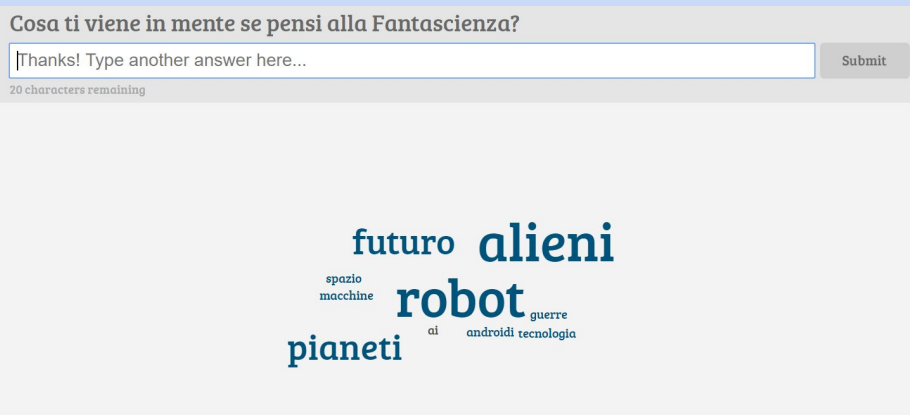 Cosa ti viene in mente se pensi alla Fantascienza?
Thanks! Type another answer here...
Submit
20 characters remaining
futuro
alieni
spazio
macchine
robot
guerre
ai
androidi
tecnologia
pianeti